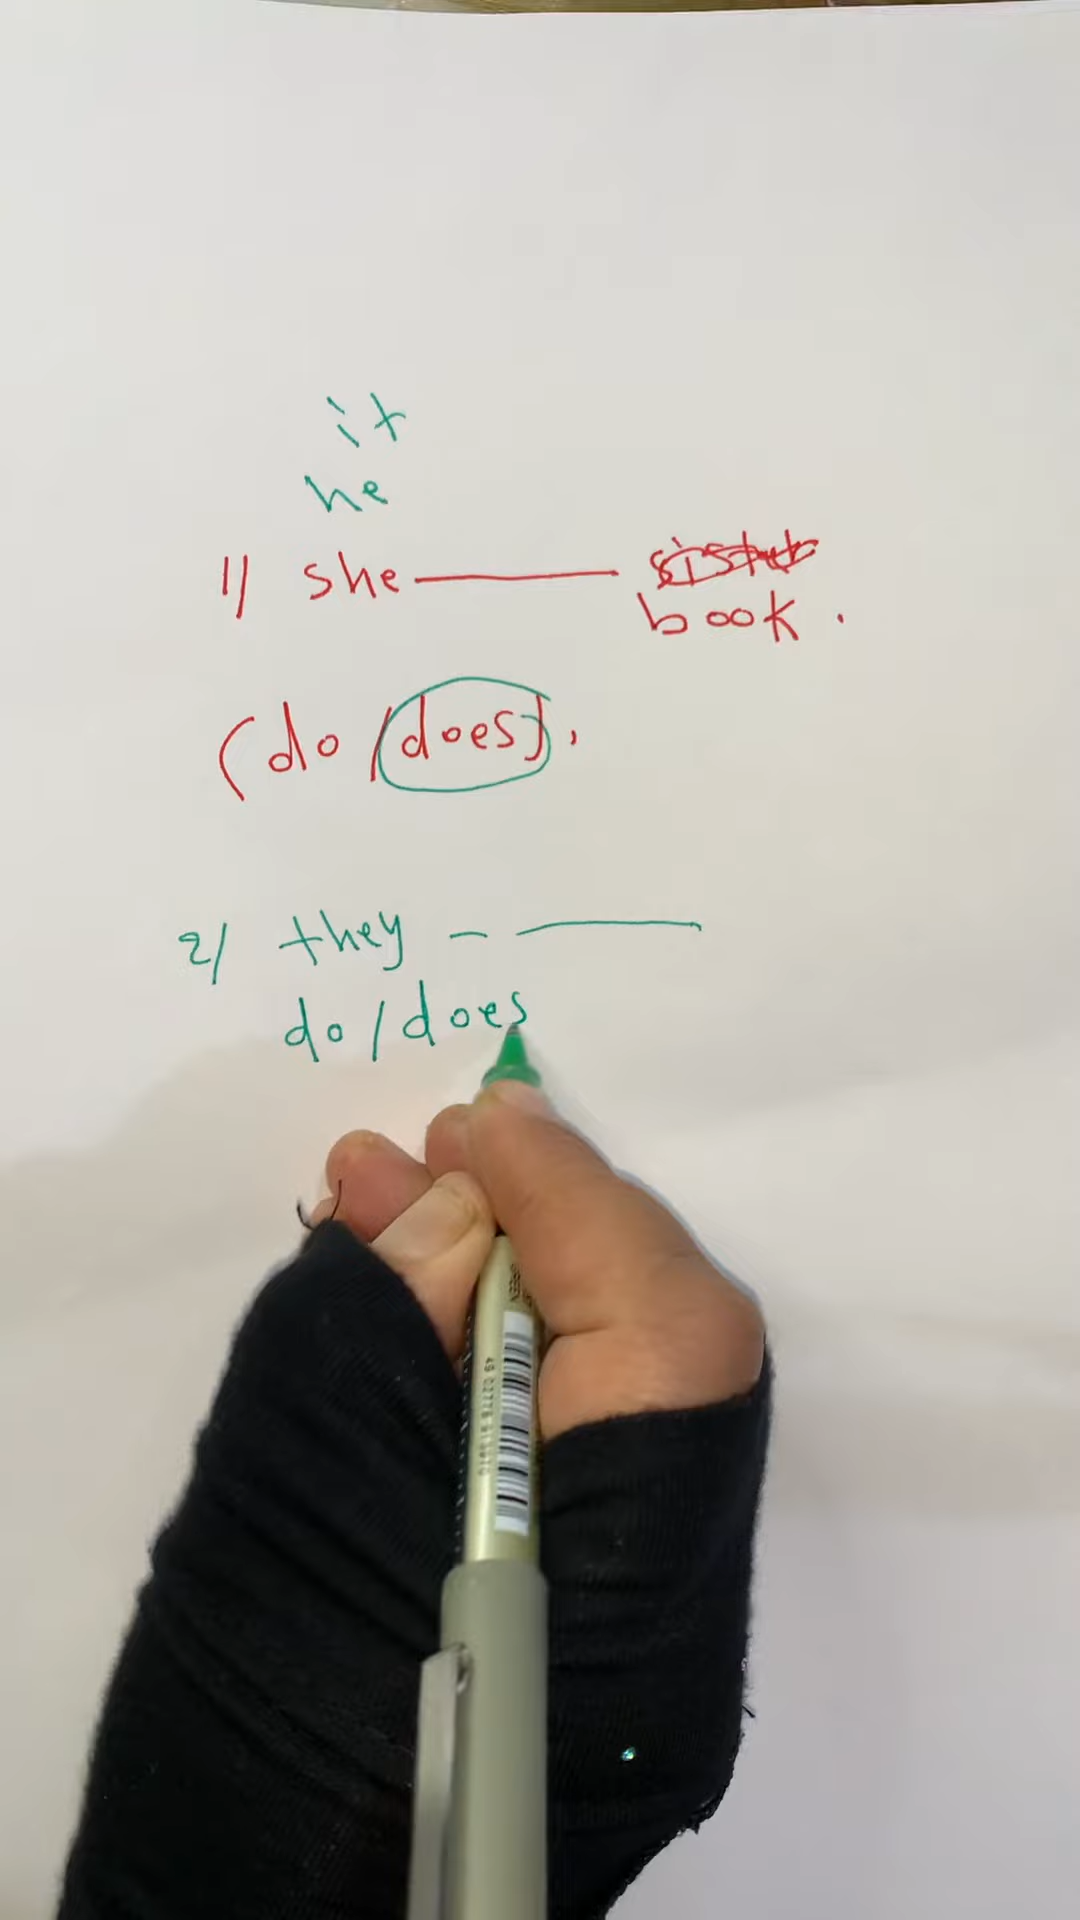 it
he
1) she ——— 
book .
(do / does).
2/ they - ———
do / does